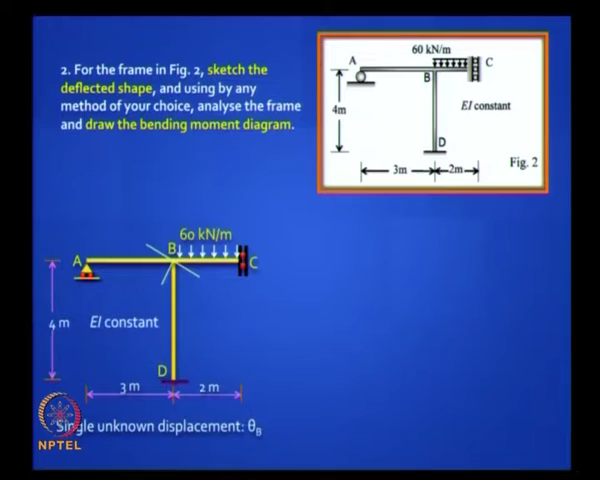 2. For the frame in Fig. 2, sketch the
deflected shape, and using by any
method of your choice, analyse the frame
and draw the bending moment diagram.
60 kN/m
A
C
B
4m
EI constant
D
3m
2m
Fig. 2
60 kN/m
B
A
C
4 m
EI constant
D
3 m
2 m
Single unknown displacement: θB
NPTEL